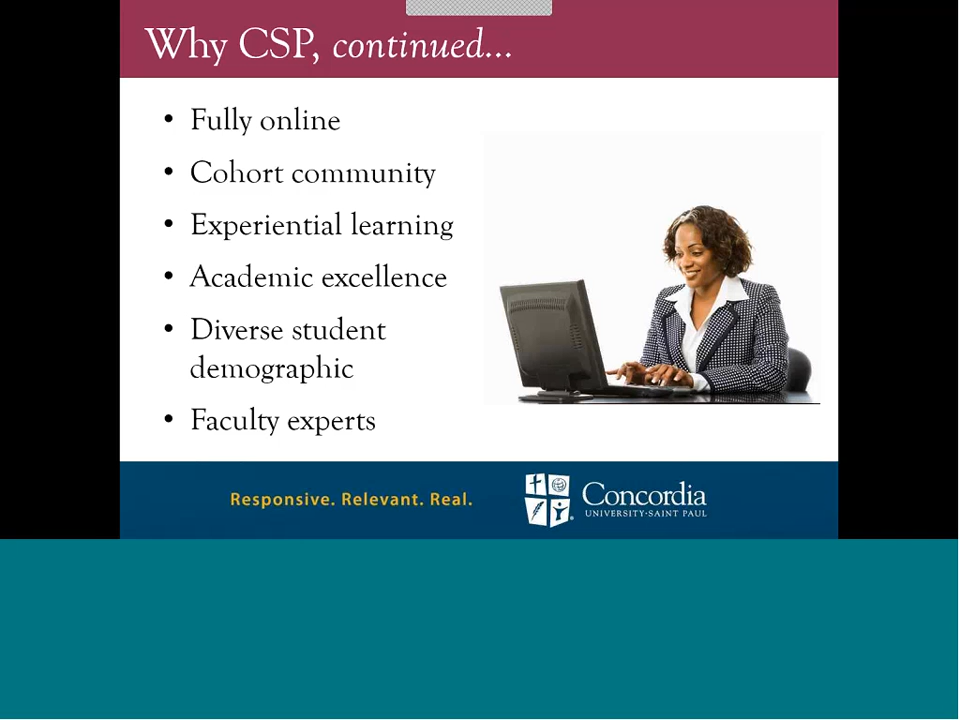 Why CSP, continued...
• Fully online
• Cohort community
• Experiential learning
• Academic excellence
• Diverse student
demographic
• Faculty experts
Responsive. Relevant. Real.
Concordia
UNIVERSITY·SAINT PAUL